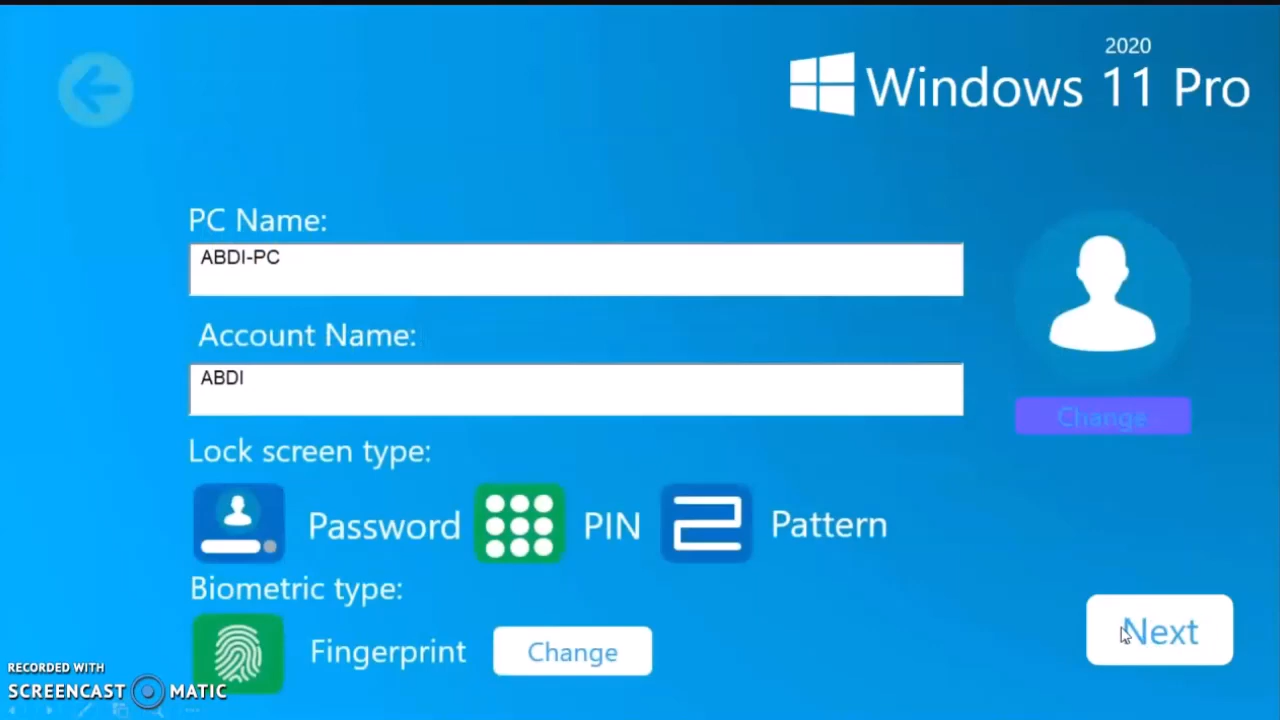 2020
Windows 11 Pro
PC Name:
ABDI-PC
Account Name:
ABDI
Change
Lock screen type:
Password PIN Pattern
Biometric type:
Fingerprint Change
Next
RECORDED WITH
SCREENCAST MATIC